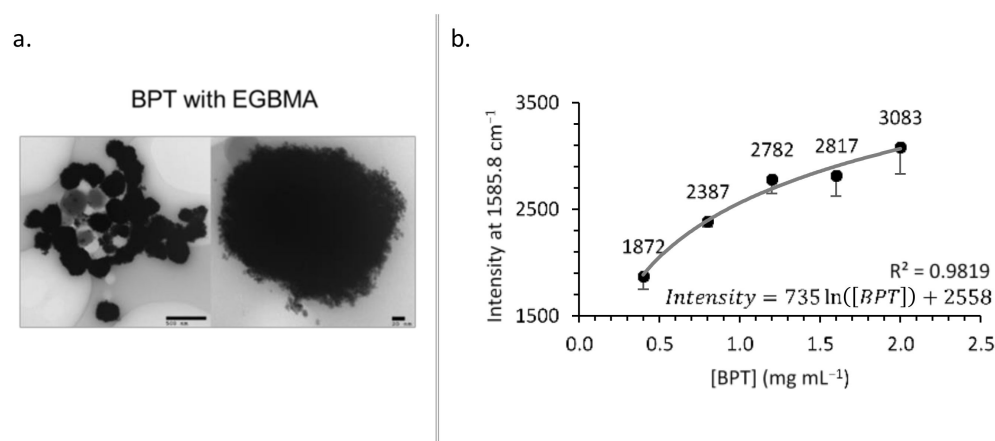 a.
BPT with EGBMA
500 nm
20 nm
b.
Intensity at 1585.8 cm⁻¹
3500
2500
1500
1872
2387
2782
2817
3083
R² = 0.9819
Intensity = 735 ln([BPT]) + 2558
0.0 0.5 1.0 1.5 2.0 2.5
[BPT] (mg mL⁻¹)